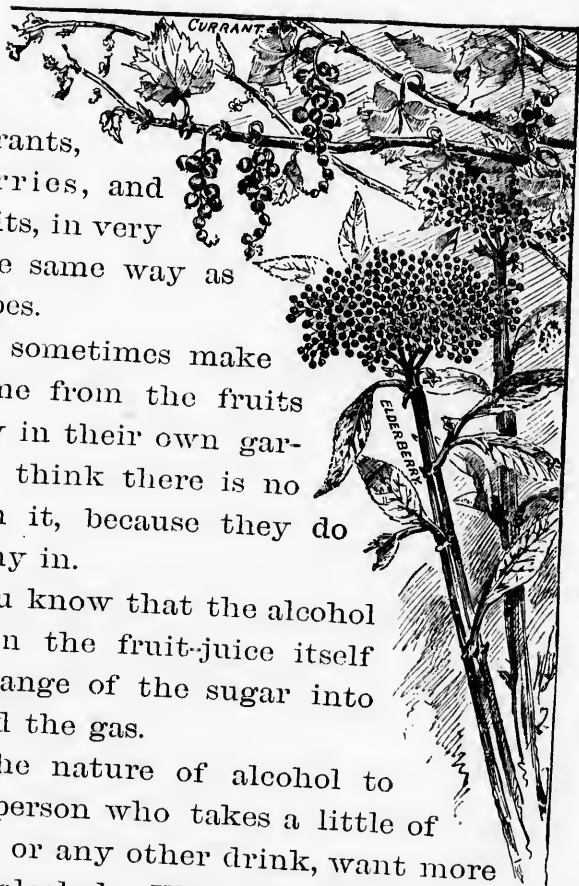 CURRANT.
rants,
rries, and
its, in very
e same way as
pes.
sometimes make
ne from the fruits
in their own gar-
think there is no
it, because they do
ny in.
u know that the alcohol
n the fruit-juice itself
ange of the sugar into
d the gas.
he nature of alcohol to
person who takes a little of
or any other drink, want more
ELDERBERRY.